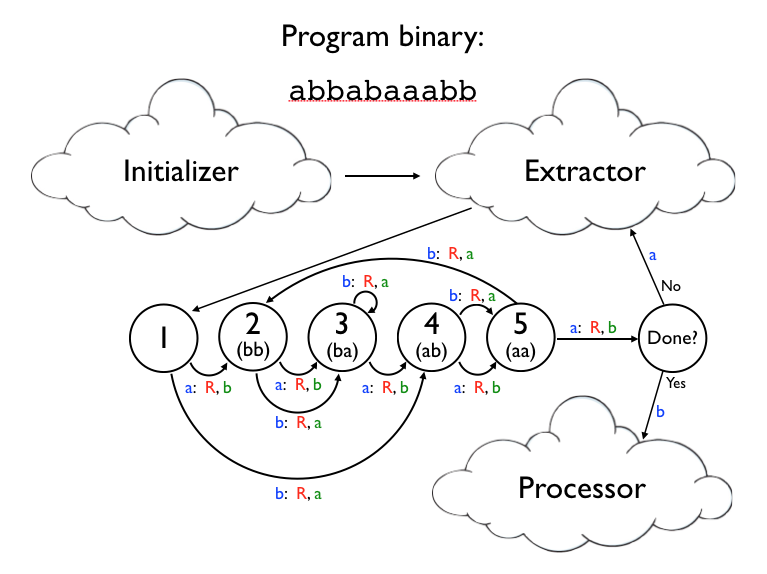 Program binary:
abbabaaabb
Initializer
Extractor
b: R, a
a
b: R, a
b: R, a
No
1
2
(bb)
3
(ba)
4
(ab)
5
(aa)
a: R, b
Done?
a: R, b
a: R, b
a: R, b
a: R, b
Yes
b: R, a
b
Processor
b: R, a